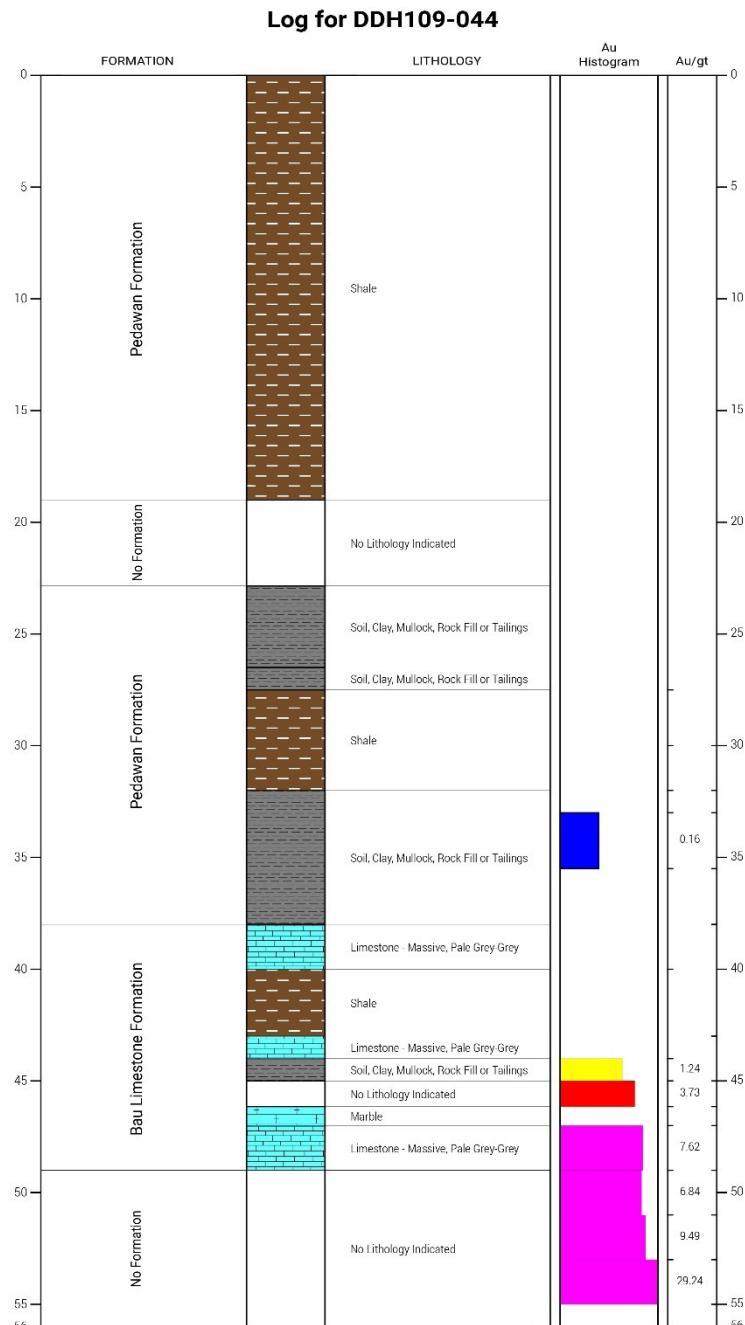 Log for DDH109-044
FORMATION
LITHOLOGY
Au
Histogram
Au/gt
0
0
5
5
Pedawan Formation
Shale
10
10
15
15
20
20
No Formation
No Lithology Indicated
25
25
Soil, Clay, Mullock, Rock Fill or Tailings
Soil, Clay, Mullock, Rock Fill or Tailings
Pedawan Formation
Shale
30
30
0.16
35
35
Soil, Clay, Mullock, Rock Fill or Tailings
Limestone - Massive, Pale Grey-Grey
40
40
Bau Limestone Formation
Shale
Limestone - Massive, Pale Grey-Grey
Soil, Clay, Mullock, Rock Fill or Tailings
1.24
45
45
No Lithology Indicated
3.73
Marble
Limestone - Massive, Pale Grey-Grey
7.62
50
6.84
50
No Formation
No Lithology Indicated
9.49
29.24
55
55